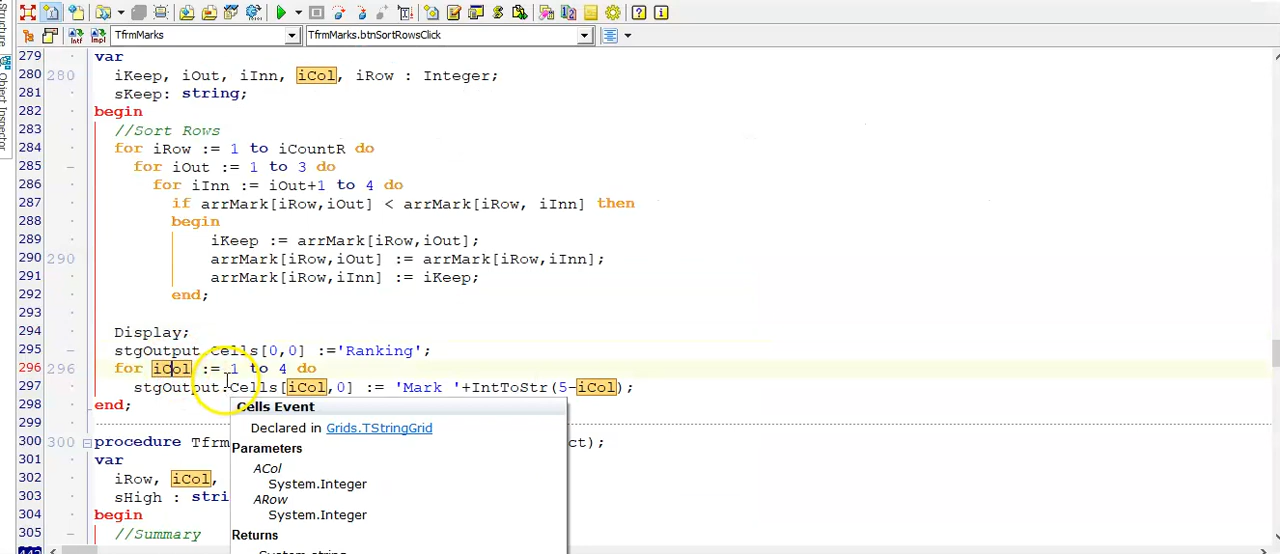 TfrmMarks
TfrmMarks.btnSortRowsClick
Structure
Object Inspector
279 var
280 280 iKeep, iOut, iInn, iCol, iRow : Integer;
281 sKeep: string;
282 begin
283 //Sort Rows
284 for iRow := 1 to iCountR do
285 for iOut := 1 to 3 do
286 for iInn := iOut+1 to 4 do
287 if arrMark[iRow,iOut] < arrMark[iRow, iInn] then
288 begin
289 iKeep := arrMark[iRow,iOut];
290 290 arrMark[iRow,iOut] := arrMark[iRow,iInn];
291 arrMark[iRow,iInn] := iKeep;
292 end;
293
294 Display;
295 stgOutput.Cells[0,0] :='Ranking';
296 296 for iCol := 1 to 4 do
297 stgOutput.Cells[iCol,0] := 'Mark '+IntToStr(5-iCol);
298 end;
Cells Event
Declared in Grids.TStringGrid
Parameters
ACol
System.Integer
ARow
System.Integer
Returns
System.string
300 300 procedure Tfrm ct);
301 var
302 iRow, iCol,
303 sHigh : stri
304 begin
305 //Summary